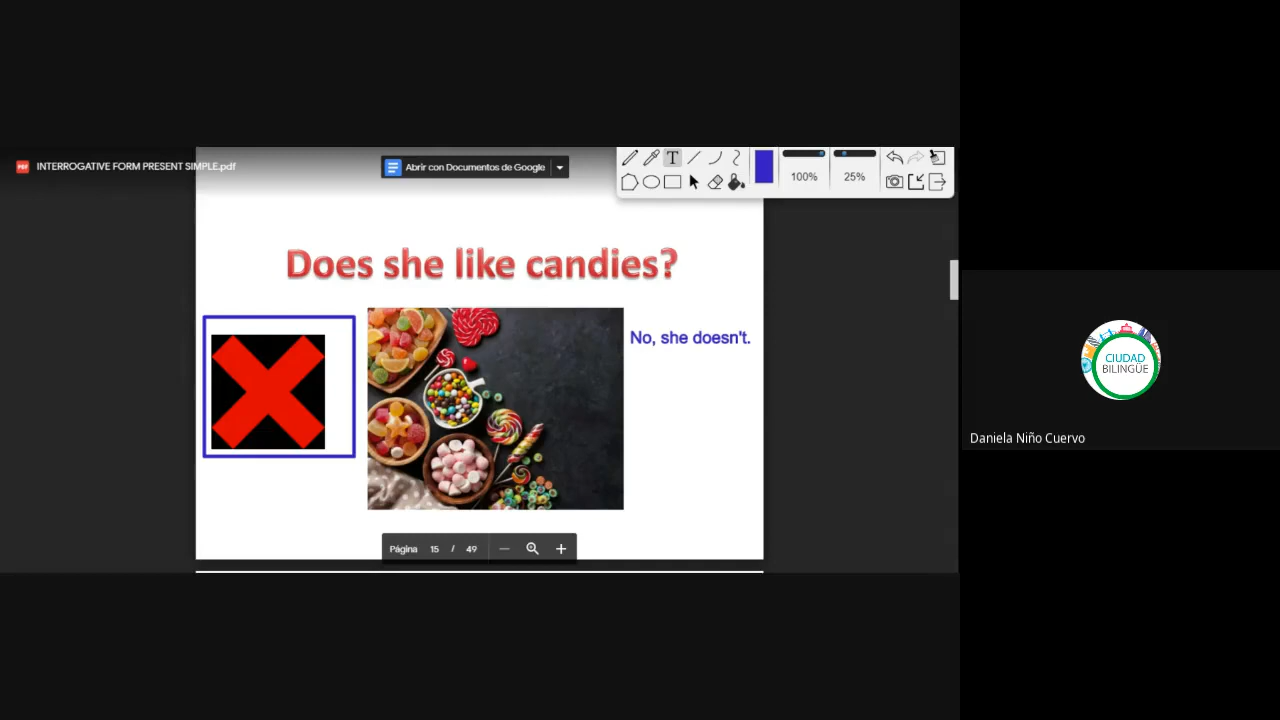 INTERROGATIVE FORM PRESENT SIMPLE.pdf
Abrir con Documentos de Google
100%
25%
Does she like candies?
No, she doesn't.
Página 15 / 49
CIUDAD
BILINGÜE
Daniela Niño Cuervo